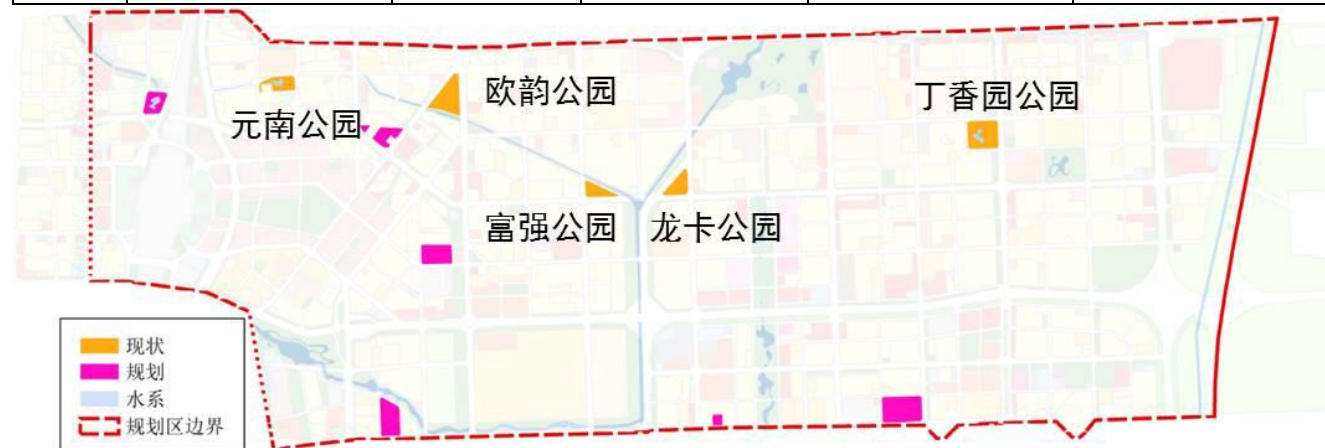 欧韵公园
丁香园公园
元南公园
富强公园
龙卡公园
现状
规划
水系
规划区边界